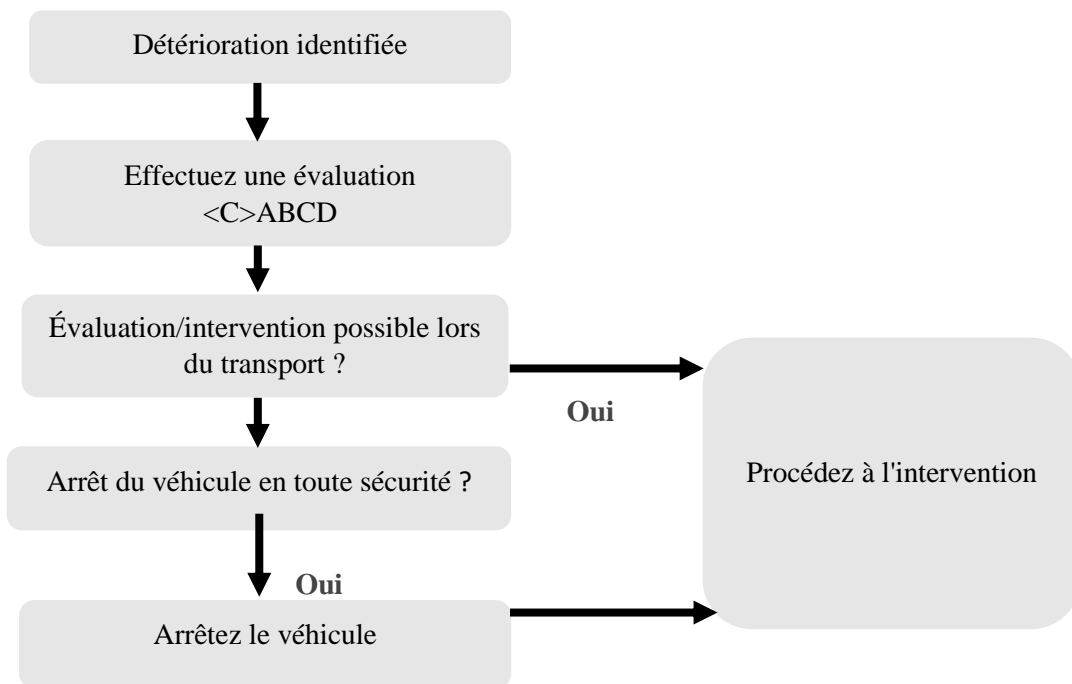 Détérioration identifiée
Effectuez une évaluation
<C>ABCD
Évaluation/intervention possible lors
du transport ?
Oui
Arrêt du véhicule en toute sécurité ?
Procédez à l'intervention
Oui
Arrêtez le véhicule